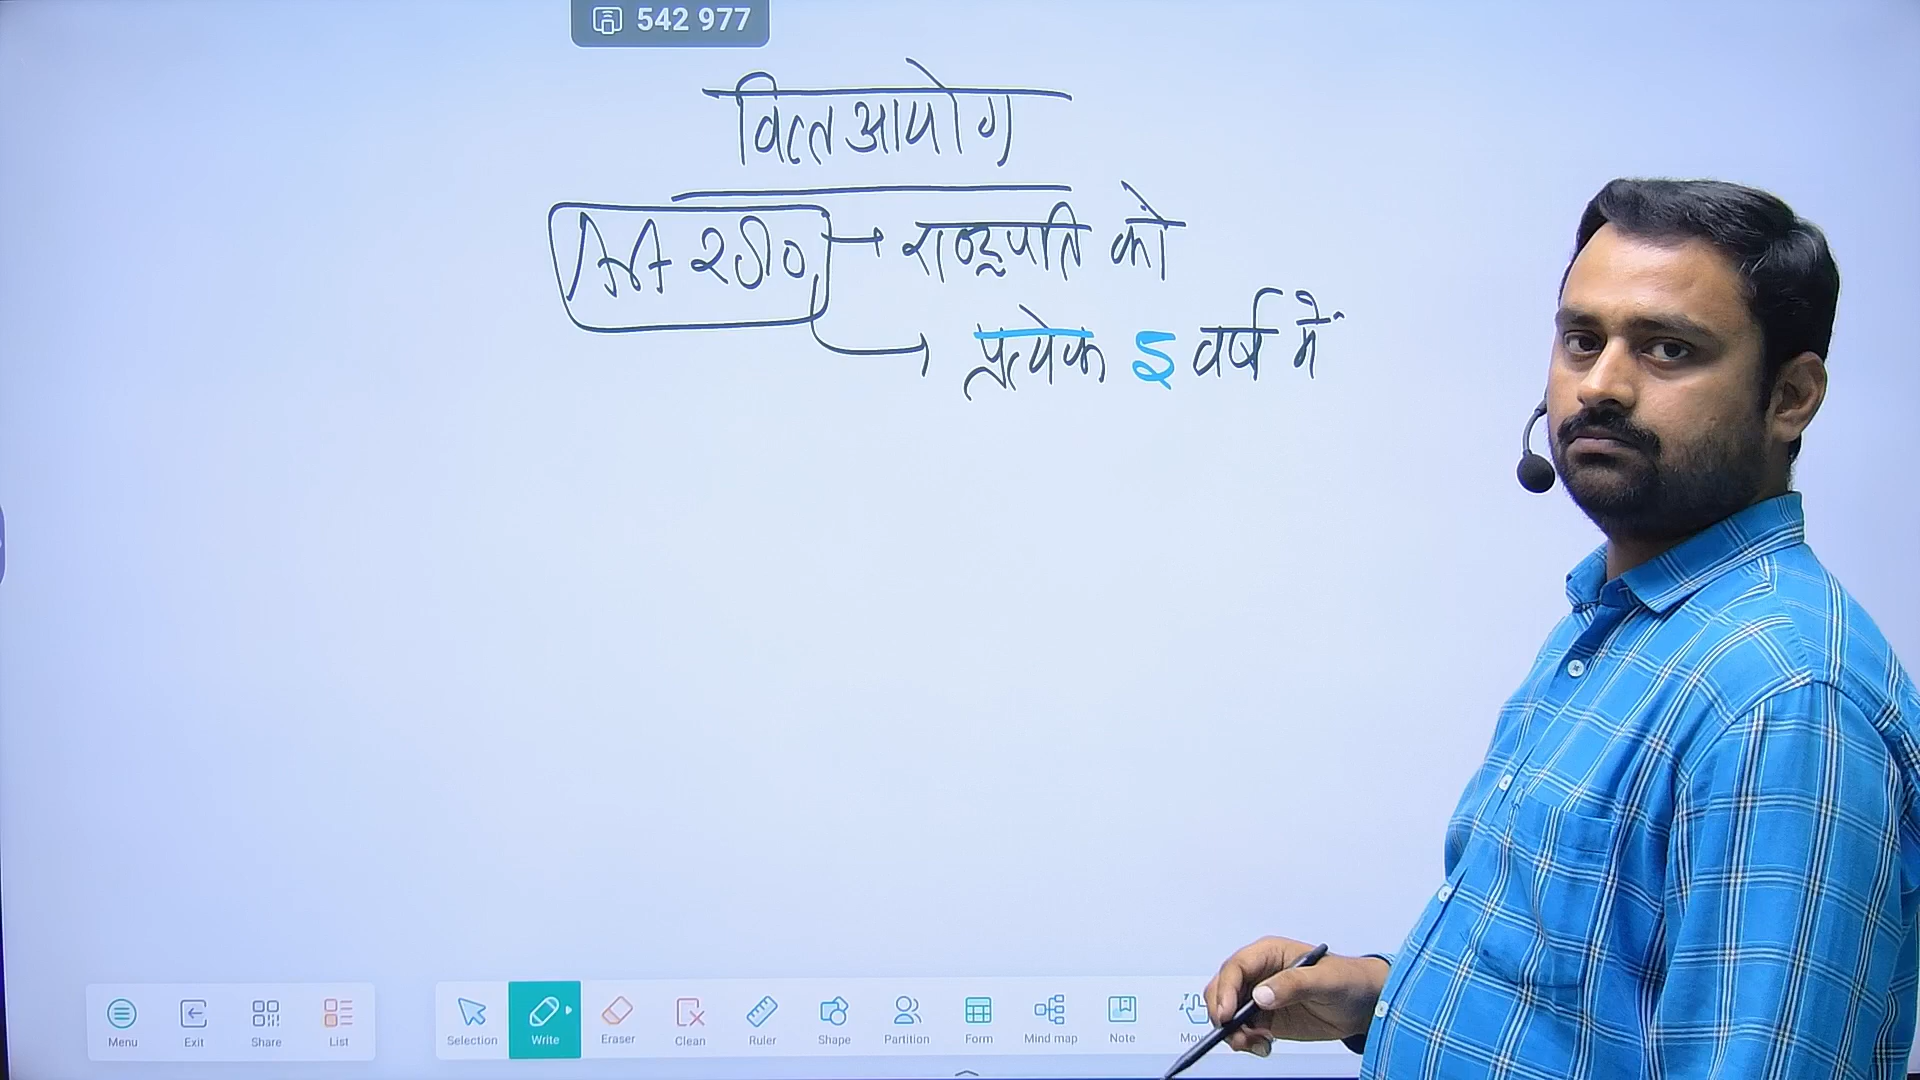 542 977
वित्त आयोग
Art 280 → राष्ट्रपति को
→ प्रत्येक 5 वर्ष में
Menu Exit Share List Selection Write Eraser Clean Ruler Shape Partition Form Mind map Note